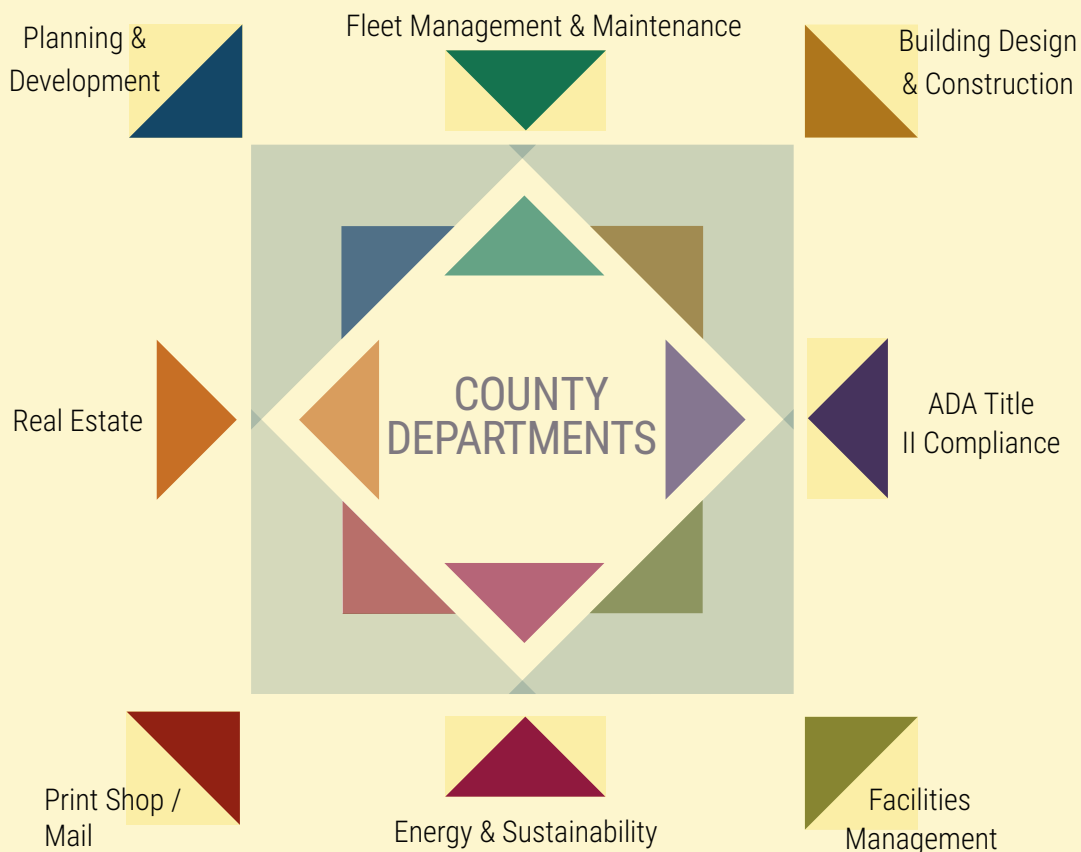 Fleet Management & Maintenance
Planning &
Development
Building Design
& Construction
Real Estate
COUNTY
DEPARTMENTS
ADA Title
II Compliance
Print Shop /
Mail
Energy & Sustainability
Facilities
Management